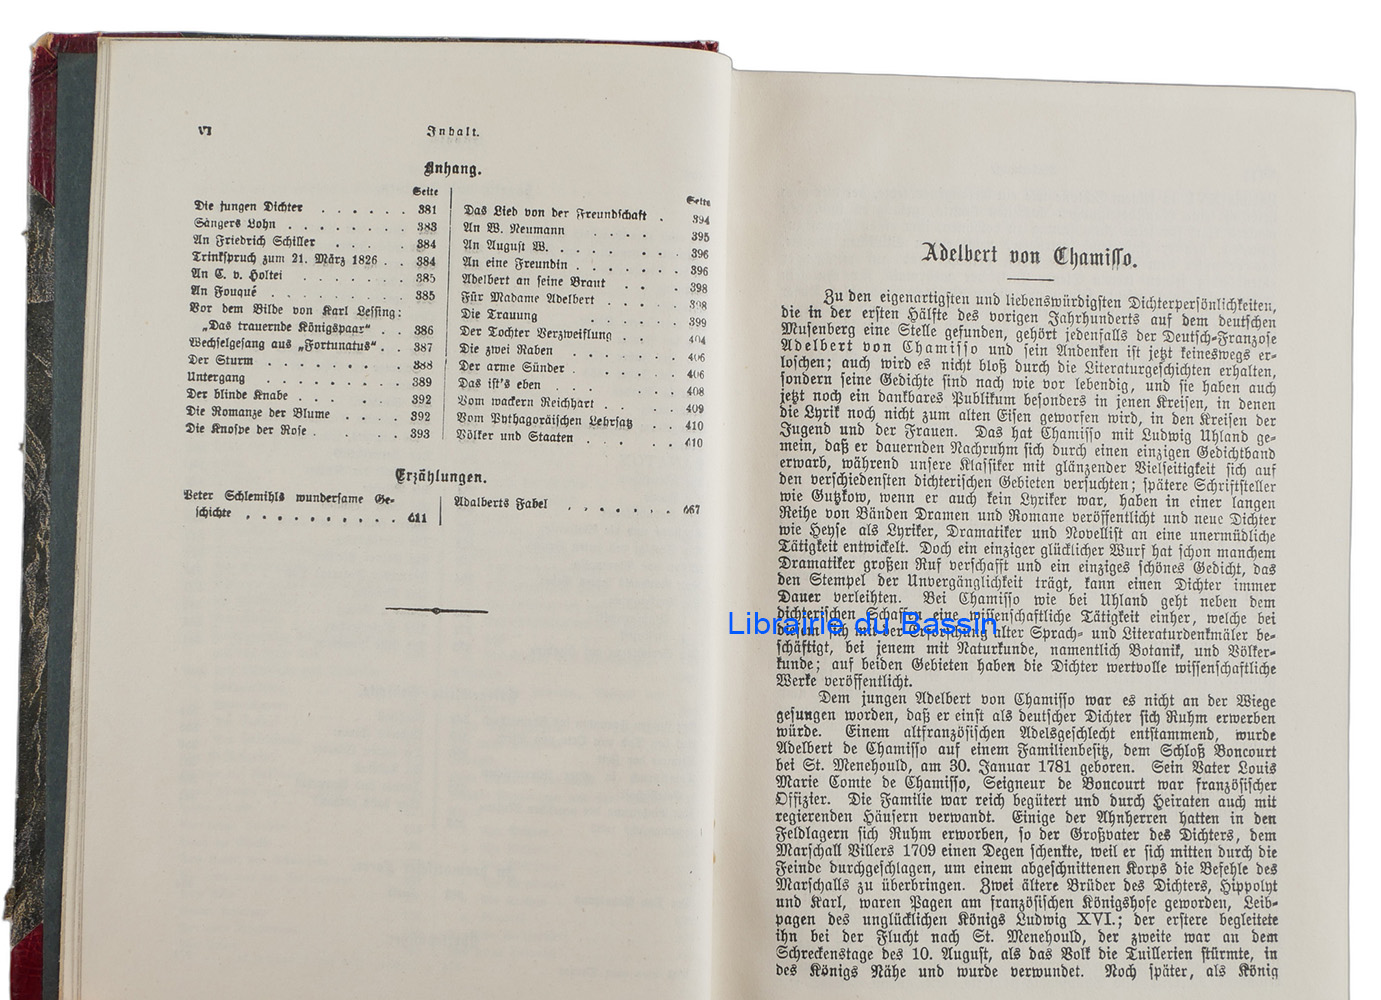 VI
Inhalt.
Anhang.
Seite
Die jungen Dichter . . . . . . 381
Sängers Lohn . . . . . . . . 383
An Friedrich Schiller . . . . 384
Trinkspruch zum 21. März 1826 . . 384
An C. v. Holtei . . . . . . . 385
An Fouqué . . . . . . . . . 385
Vor dem Bilde von Karl Lessing:
„Das trauernde Königspaar“ . . 386
Wechselgesang aus „Fortunatus“ . . 387
Der Sturm . . . . . . . . . 388
Untergang . . . . . . . . . 389
Der blinde Knabe . . . . . . 392
Die Romanze der Blume . . . . 392
Die Knospe der Rose . . . . . 393
Seite
Das Lied von der Freundschaft . 394
An W. Neumann . . . . 395
An August W. . . . . . . . 396
An eine Freundin . . . . . . . 396
Adelbert an seine Braut . . . 398
Für Madame Adelbert . . . . 398
Die Trauung . . . . . . 399
Der Tochter Verzweiflung . . . 404
Die zwei Raben . . . . . . . 406
Der arme Sünder . . . . . . 406
Das ist's eben . . . . . . 408
Vom wackern Reichhart . . . . 409
Vom Pythagoräischen Lehrsatz . . 410
Völker und Staaten . . . . . 410
Erzählungen.
Peter Schlemihls wundersame Ge-
schichte . . . . . . . . . . 411
Adalberts Fabel . . . . . . . 467
Adelbert von Chamisso.
Zu den eigenartigsten und liebenswürdigsten Dichterpersönlichkeiten,
die in der ersten Hälfte des vorigen Jahrhunderts auf dem deutschen
Musenberg eine Stelle gefunden, gehört jedenfalls der Deutsch-Franzose
Adelbert von Chamisso und sein Andenken ist jetzt keineswegs er-
loschen; auch wird es nicht bloß durch die Literaturgeschichten erhalten,
sondern seine Gedichte sind nach wie vor lebendig, und sie haben auch
jetzt noch ein dankbares Publikum besonders in jenen Kreisen, in denen
die Lyrik noch nicht zum alten Eisen geworfen wird, in den Kreisen der
Jugend und der Frauen. Das hat Chamisso mit Ludwig Uhland ge-
mein, daß er dauernden Nachruhm sich durch einen einzigen Gedichtband
erwarb, während unsere Klassiker mit glänzender Vielseitigkeit sich auf
den verschiedensten dichterischen Gebieten versuchten; spätere Schriftsteller
wie Gutzkow, wenn er auch kein Lyriker war, haben in einer langen
Reihe von Bänden Dramen und Romane veröffentlicht und neue Dichter
wie Heyse als Lyriker, Dramatiker und Novellist an eine unermüdliche
Tätigkeit entwickelt. Doch ein einziger glücklicher Wurf hat schon manchem
Dramatiker großen Ruf verschafft und ein einziges schönes Gedicht, das
den Stempel der Unvergänglichkeit trägt, kann einen Dichter immer
Dauer verleihten. Bei Chamisso wie bei Uhland geht neben dem
dichterischen Schaffen eine wissenschaftliche Tätigkeit einher, welche bei
diesem sich mit der Erforschung alter Sprach- und Literaturdenkmäler be-
schäftigt, bei jenem mit Naturkunde, namentlich Botanik, und Völker-
kunde; auf beiden Gebieten haben die Dichter wertvolle wissenschaftliche
Werke veröffentlicht.
Dem jungen Adelbert von Chamisso war es nicht an der Wiege
gesungen worden, daß er einst als deutscher Dichter sich Ruhm erwerben
würde. Einem altfranzösischen Adelsgeschlecht entstammend, wurde
Adelbert de Chamisso auf einem Familienbesitz, dem Schloß Boncourt
bei St. Menehould, am 30. Januar 1781 geboren. Sein Vater Louis
Marie Comte de Chamisso, Seigneur de Boncourt war französischer
Offizier. Die Familie war reich begütert und durch Heiraten auch mit
regierenden Häusern verwandt. Einige der Ahnherren hatten in den
Feldlagern sich Ruhm erworben, so der Großvater des Dichters, dem
Marschall Villers 1709 einen Degen schenkte, weil er sich mitten durch die
Feinde durchgeschlagen, um einem abgeschnittenen Korps die Befehle des
Marschalls zu überbringen. Zwei ältere Brüder des Dichters, Hippolyt
und Karl, waren Pagen am französischen Königshofe geworden, Leib-
pagen des unglücklichen Königs Ludwig XVI.; der erstere begleitete
ihn bei der Flucht nach St. Menehould, der zweite war an dem
Schreckenstage des 10. August, als das Volk die Tuillerien stürmte, in
des Königs Nähe und wurde verwundet. Noch später, als König
Librairie du Bassin